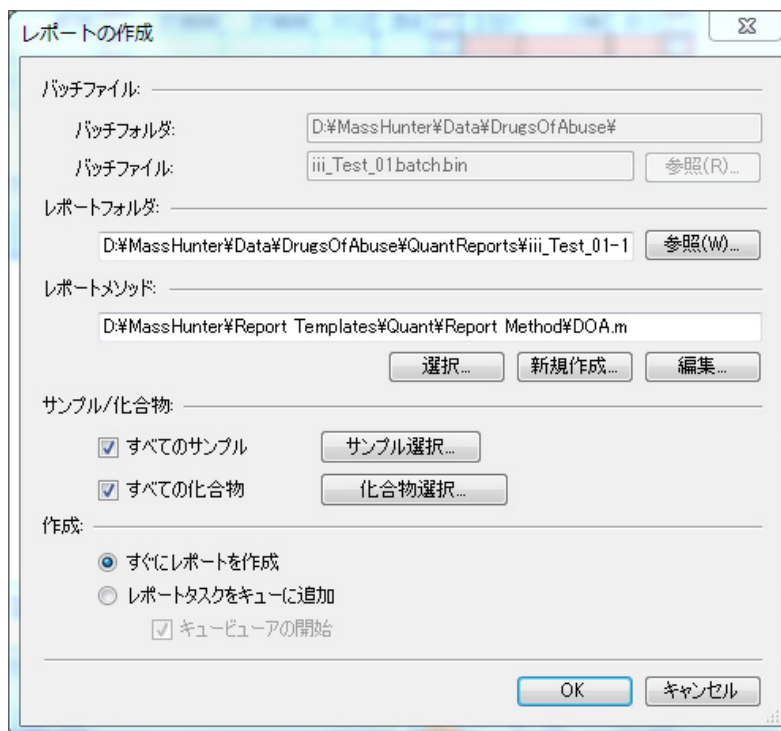 レポートの作成
バッチファイル:
バッチフォルダ: D:¥MassHunter¥Data¥DrugsOfAbuse¥
バッチファイル: iii_Test_01.batch.bin 参照(R)...
レポートフォルダ:
D:¥MassHunter¥Data¥DrugsOfAbuse¥QuantReports¥iii_Test_01-1 参照(W)...
レポートメソッド:
D:¥MassHunter¥Report Templates¥Quant¥Report Method¥DOA.m
選択... 新規作成... 編集...
サンプル/化合物:
すべてのサンプル サンプル選択...
すべての化合物 化合物選択...
作成:
すぐにレポートを作成
レポートタスクをキューに追加
キュービューアの開始
OK キャンセル